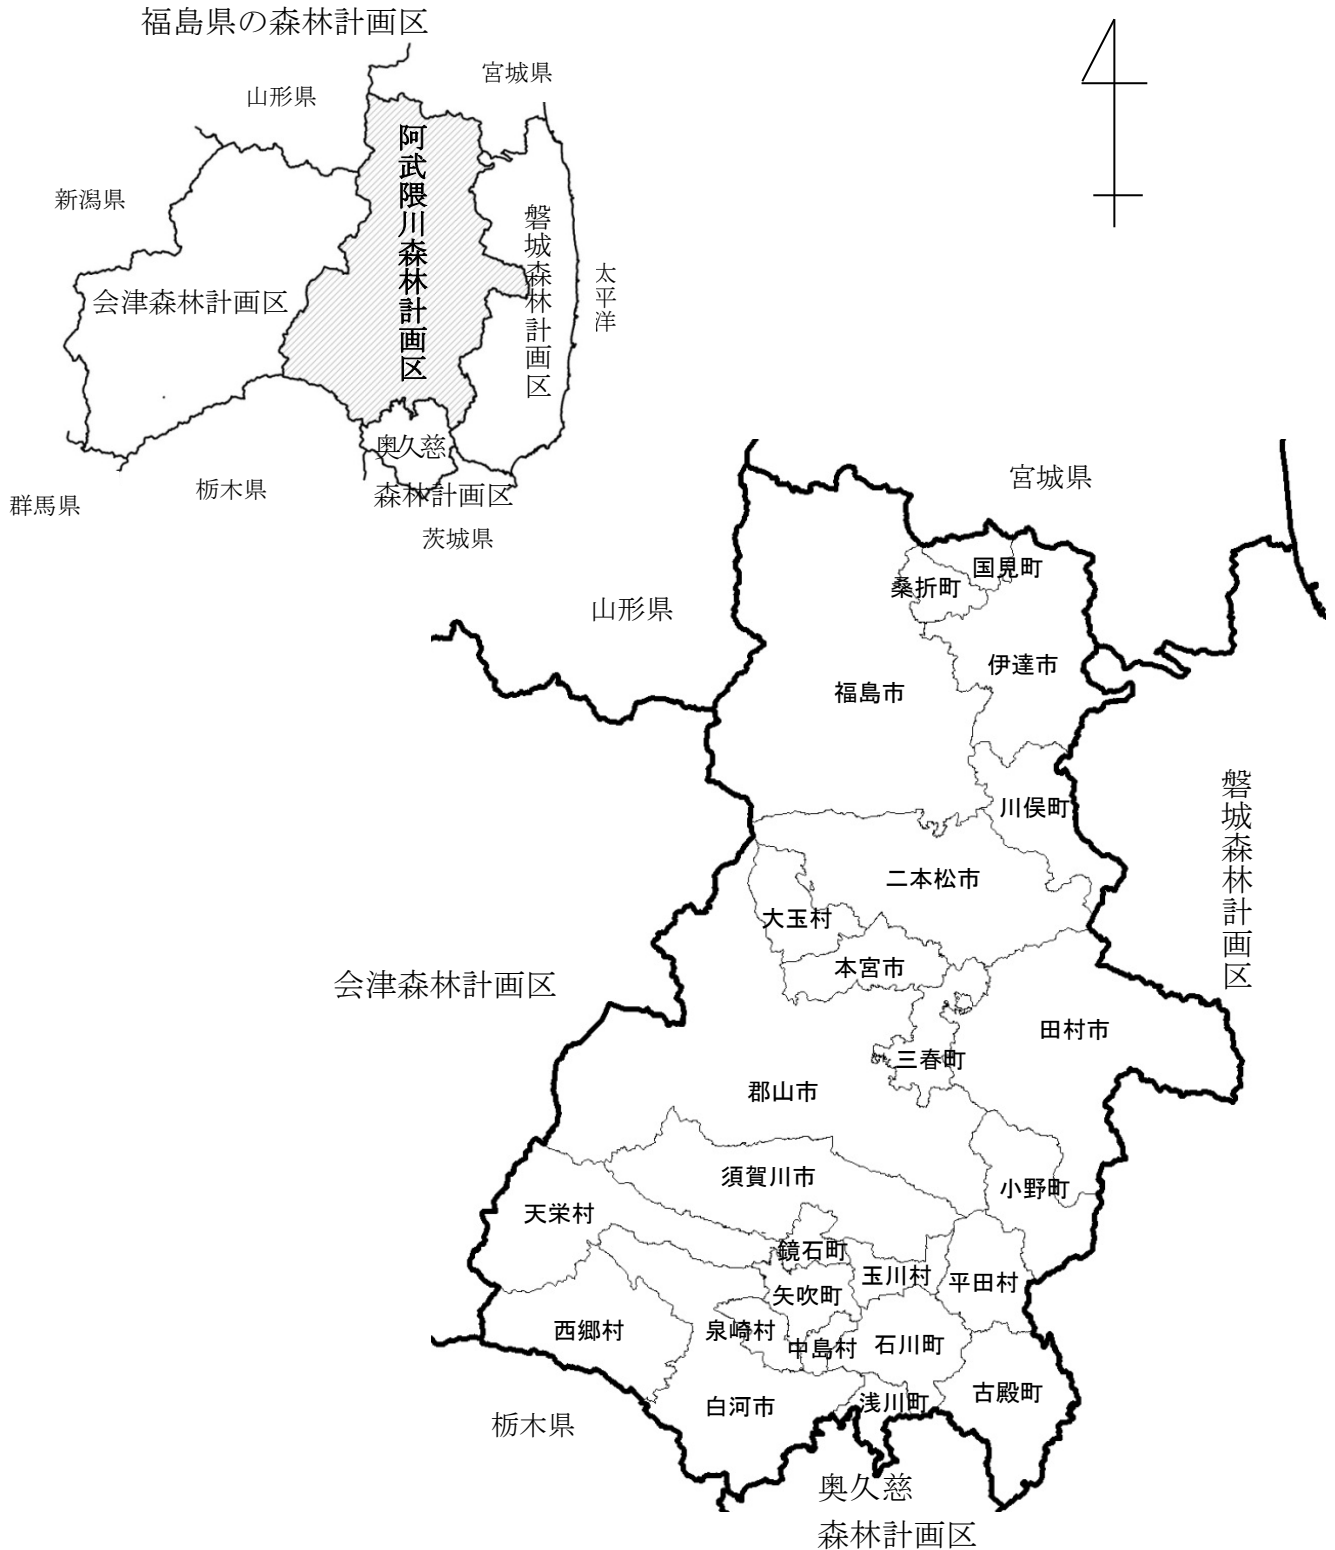 福島県の森林計画区
宮城県
山形県
阿武隈川森林計画区
新潟県
磐城森林計画区
太平洋
会津森林計画区
奥久慈
森林計画区
栃木県
群馬県
茨城県
宮城県
国見町
桑折町
山形県
伊達市
福島市
川俣町
磐城森林計画区
二本松市
大玉村
本宮市
会津森林計画区
田村市
三春町
郡山市
須賀川市
小野町
天栄村
鏡石町
玉川村
平田村
矢吹町
西郷村
泉崎村
中島村
石川町
古殿町
浅川町
白河市
栃木県
奥久慈
森林計画区